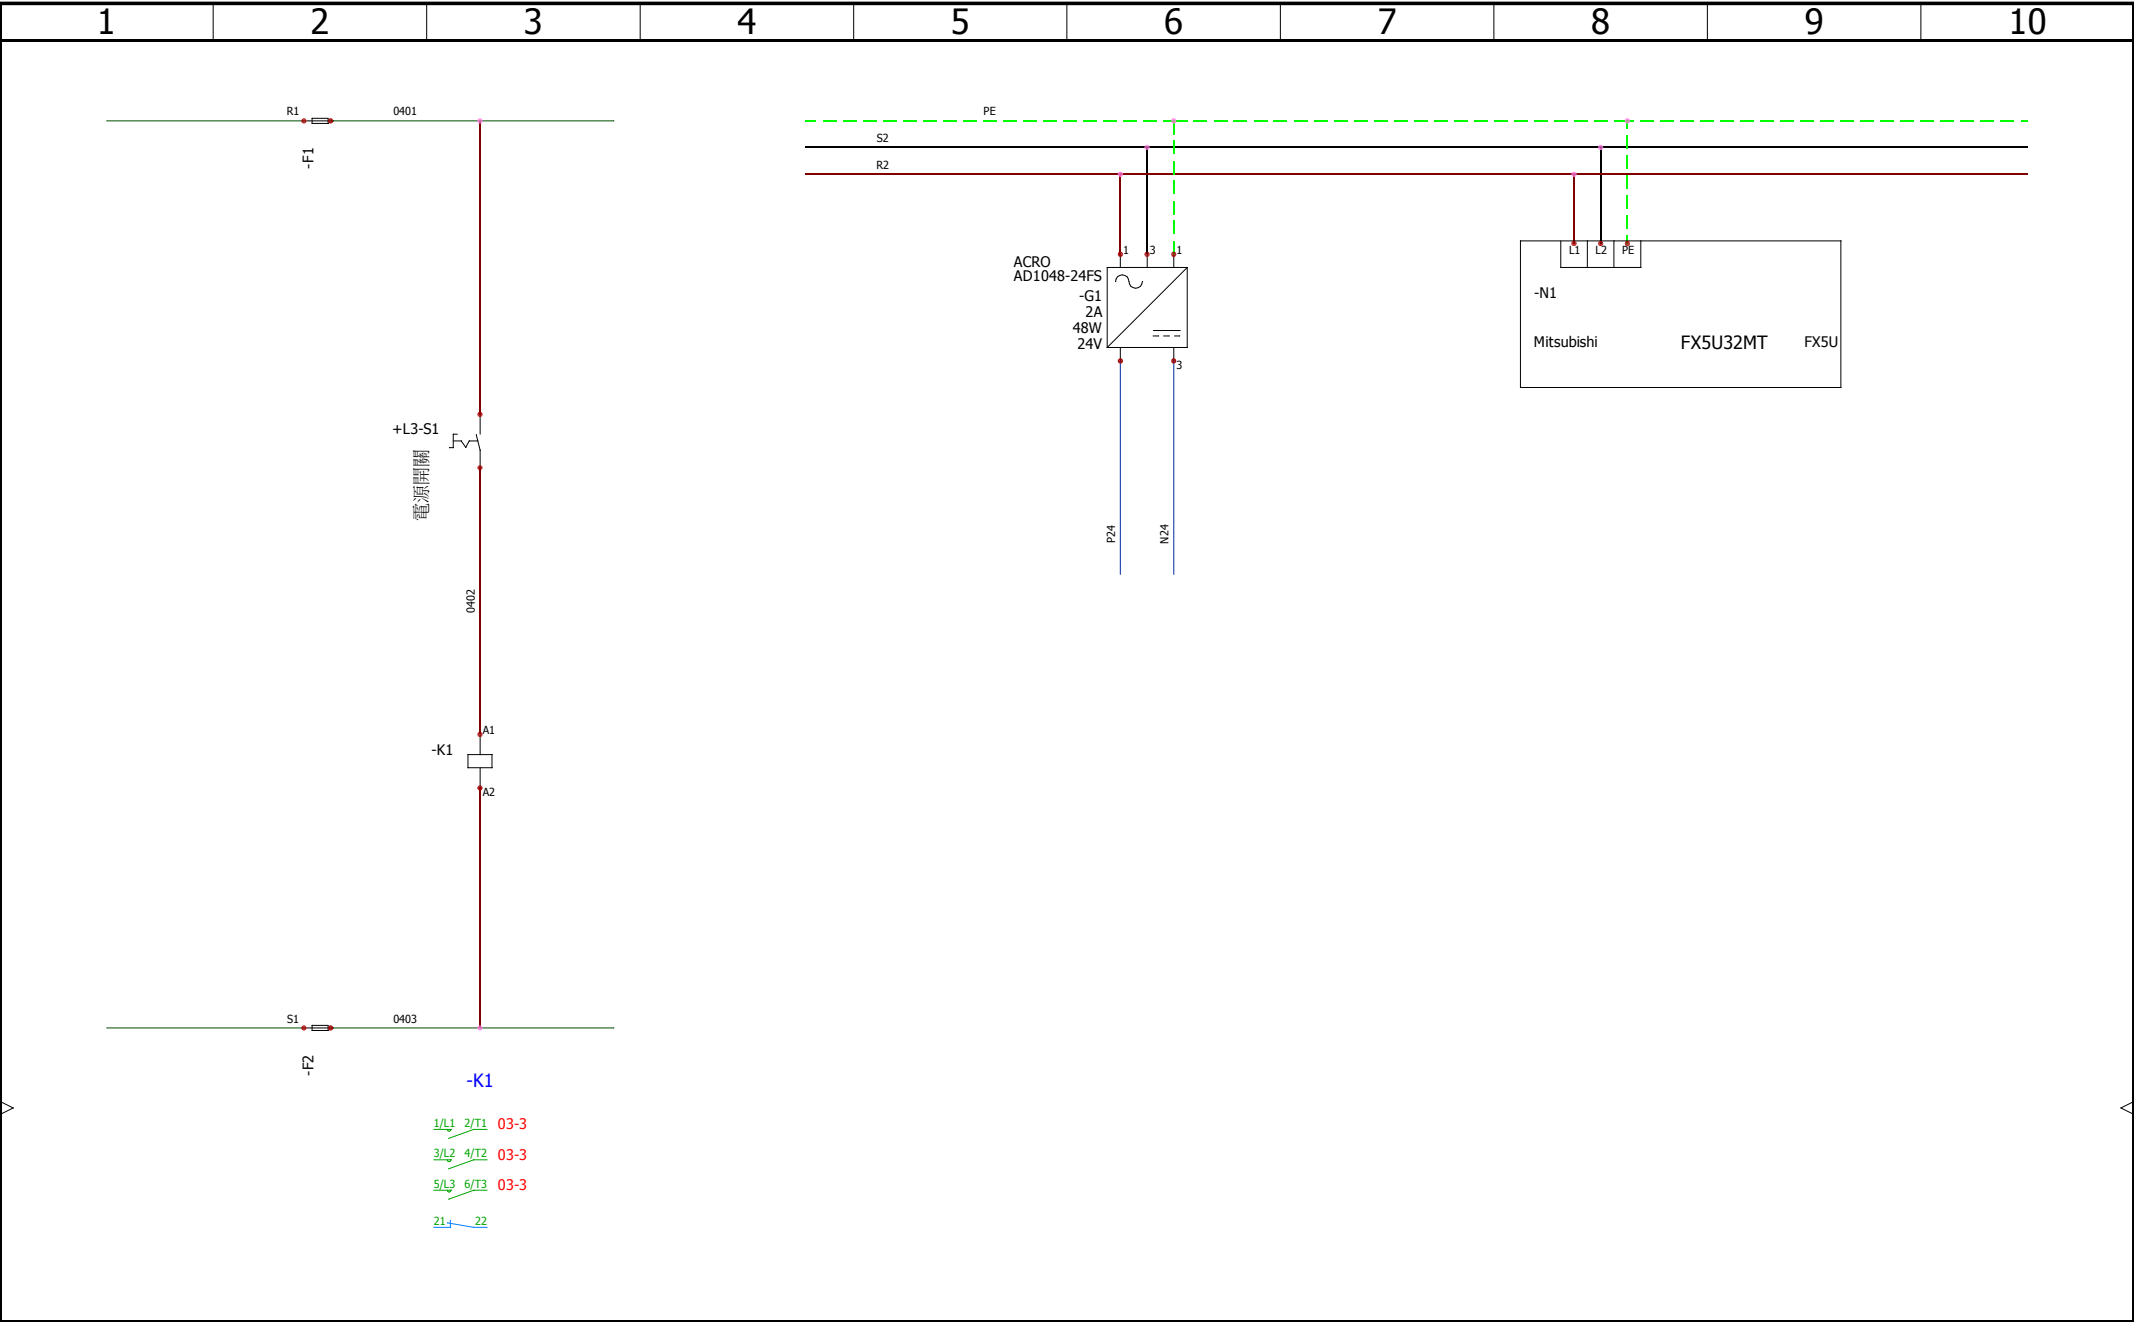 1 2 3 4 5 6 7 8 9 10
R1 0401
-F1
PE
S2
R2
1 3 1
ACRO
AD1048-24FS
-G1
2A
48W
24V
3
P24 N24
L1 L2 PE
-N1
Mitsubishi FX5U32MT FX5U
+L3-S1
電源開關
0402
A1
-K1
A2
S1 0403
-F2
-K1
1/L1 2/T1 03-3
3/L2 4/T2 03-3
5/L3 6/T3 03-3
21 22